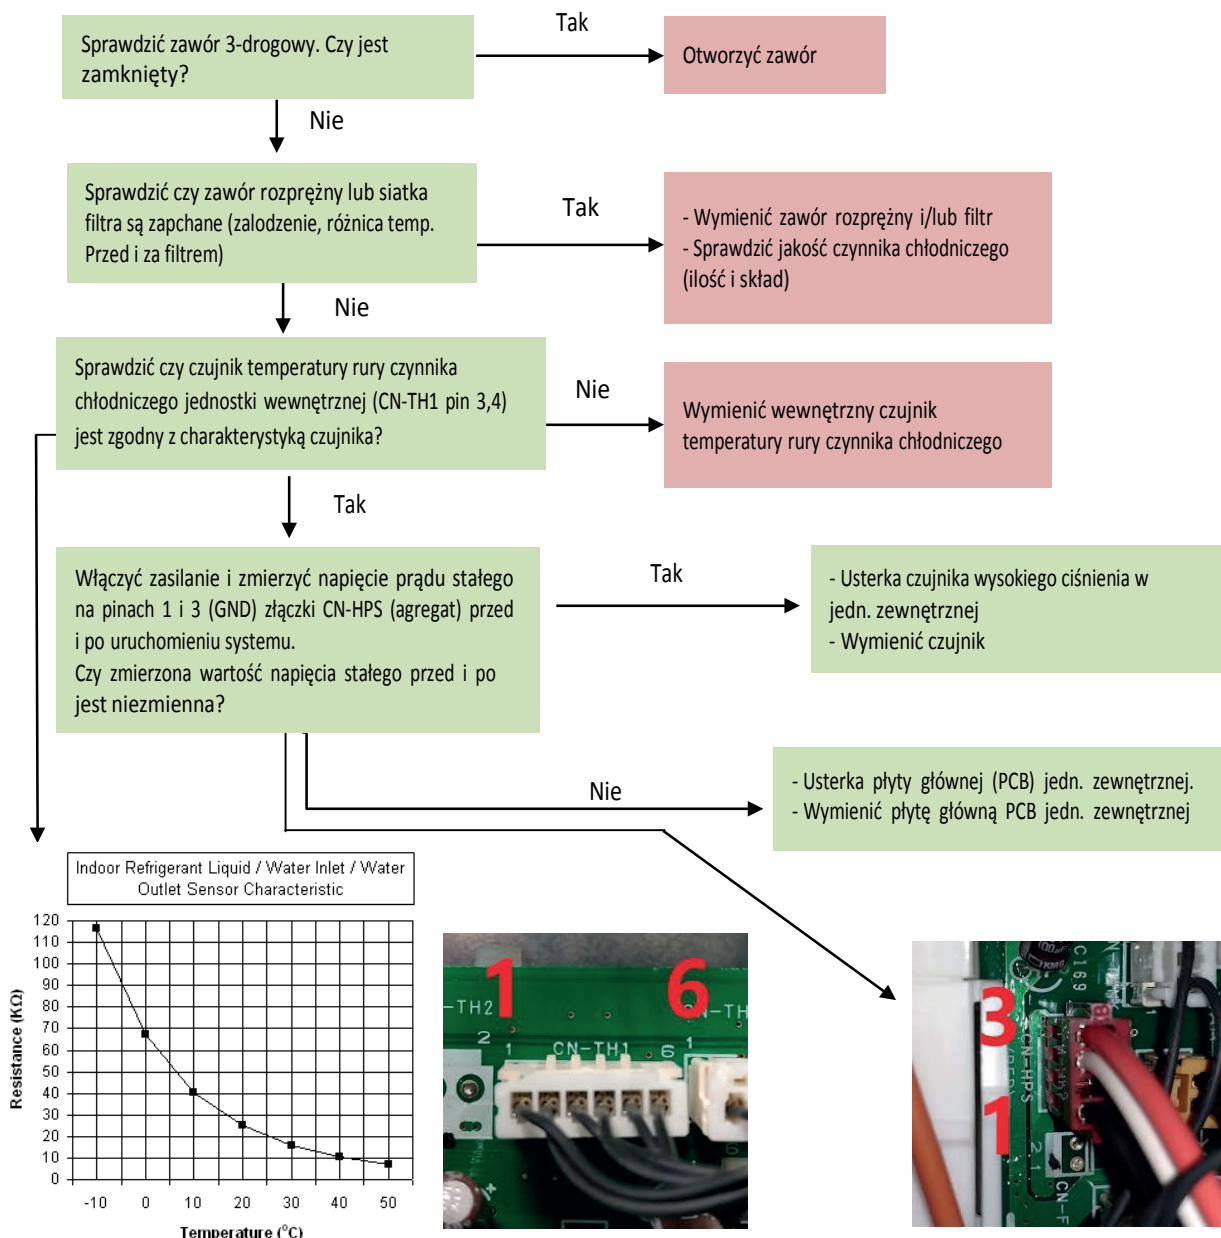 Sprawdzić zawór 3-drogowy. Czy jest
zamknięty?
Tak
Otworzyć zawór
Nie
Sprawdzić czy zawór rozprężny lub siatka
filtra są zapchane (zalodzenie, różnica temp.
Przed i za filtrem)
Tak
- Wymienić zawór rozprężny i/lub filtr
- Sprawdzić jakość czynnika chłodniczego
(ilość i skład)
Nie
Sprawdzić czy czujnik temperatury rury czynnika
chłodniczego jednostki wewnętrznej (CN-TH1 pin 3,4)
jest zgodny z charakterystyką czujnika?
Nie
Wymienić wewnętrzny czujnik
temperatury rury czynnika chłodniczego
Tak
Włączyć zasilanie i zmierzyć napięcie prądu stałego
na pinach 1 i 3 (GND) złączki CN-HPS (agregat) przed
i po uruchomieniu systemu.
Czy zmierzona wartość napięcia stałego przed i po
jest niezmienna?
Tak
- Usterka czujnika wysokiego ciśnienia w
jedn. zewnętrznej
- Wymienić czujnik
Nie
- Usterka płyty głównej (PCB) jedn. zewnętrznej.
- Wymienić płytę główną PCB jedn. zewnętrznej
Indoor Refrigerant Liquid / Water Inlet / Water
Outlet Sensor Characteristic
Resistance (KΩ)
120
110
100
90
80
70
60
50
40
30
20
10
0
-10 0 10 20 30 40 50
Temperature (°C)
1 6
-TH2
CN-TH
2
1 CN-TH1 6
1
C169
3
CN-HPS
1
2 1
CN-F